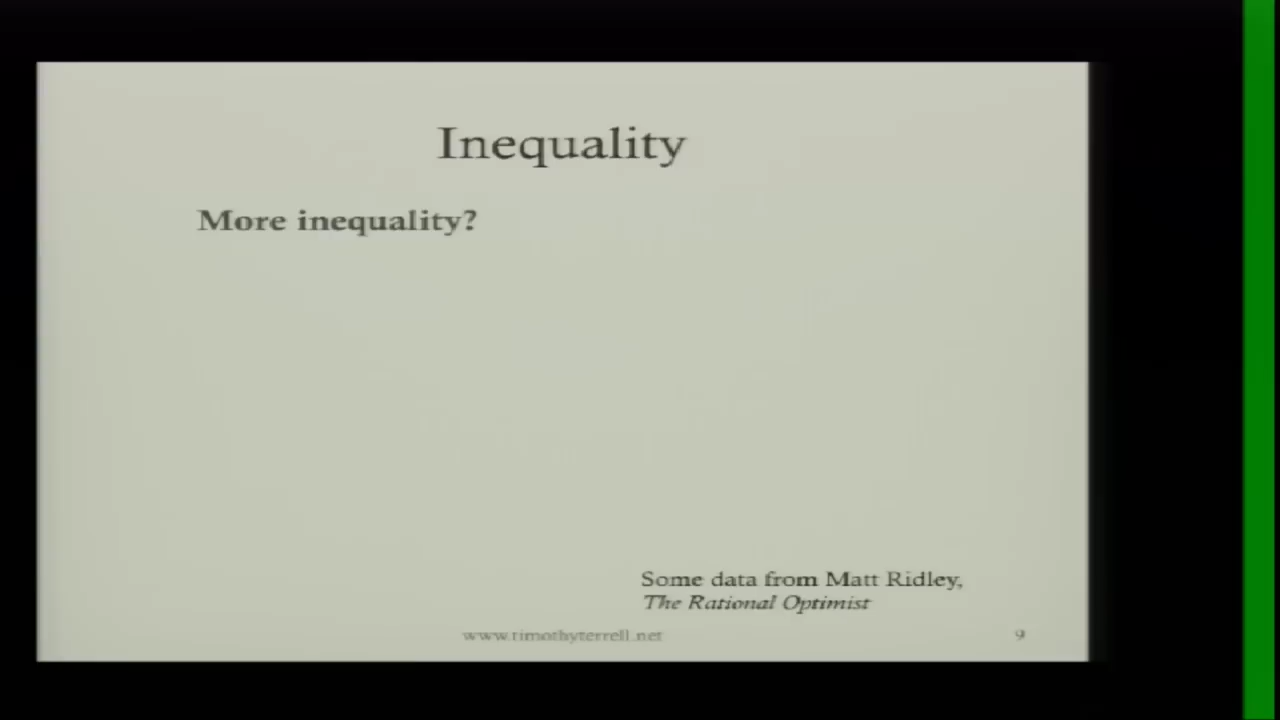 Inequality
More inequality?
Some data from Matt Ridley,
The Rational Optimist
www.timothyterrell.net
9